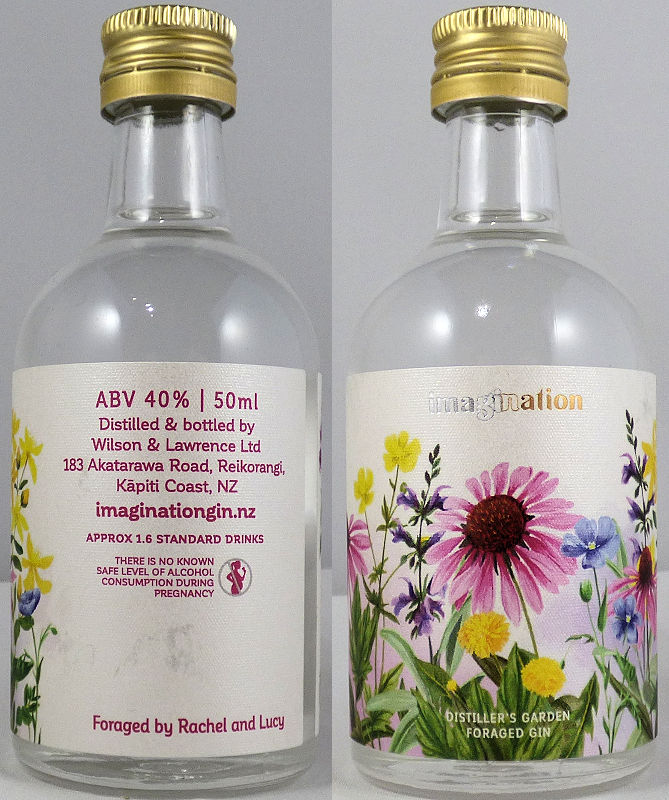 ABV 40% | 50ml
Distilled & bottled by
Wilson & Lawrence Ltd
183 Akatarawa Road, Reikorangi,
Kāpiti Coast, NZ
imaginationgin.nz
APPROX 1.6 STANDARD DRINKS
THERE IS NO KNOWN
SAFE LEVEL OF ALCOHOL
CONSUMPTION DURING
PREGNANCY
Foraged by Rachel and Lucy
imagination
DISTILLER'S GARDEN
FORAGED GIN